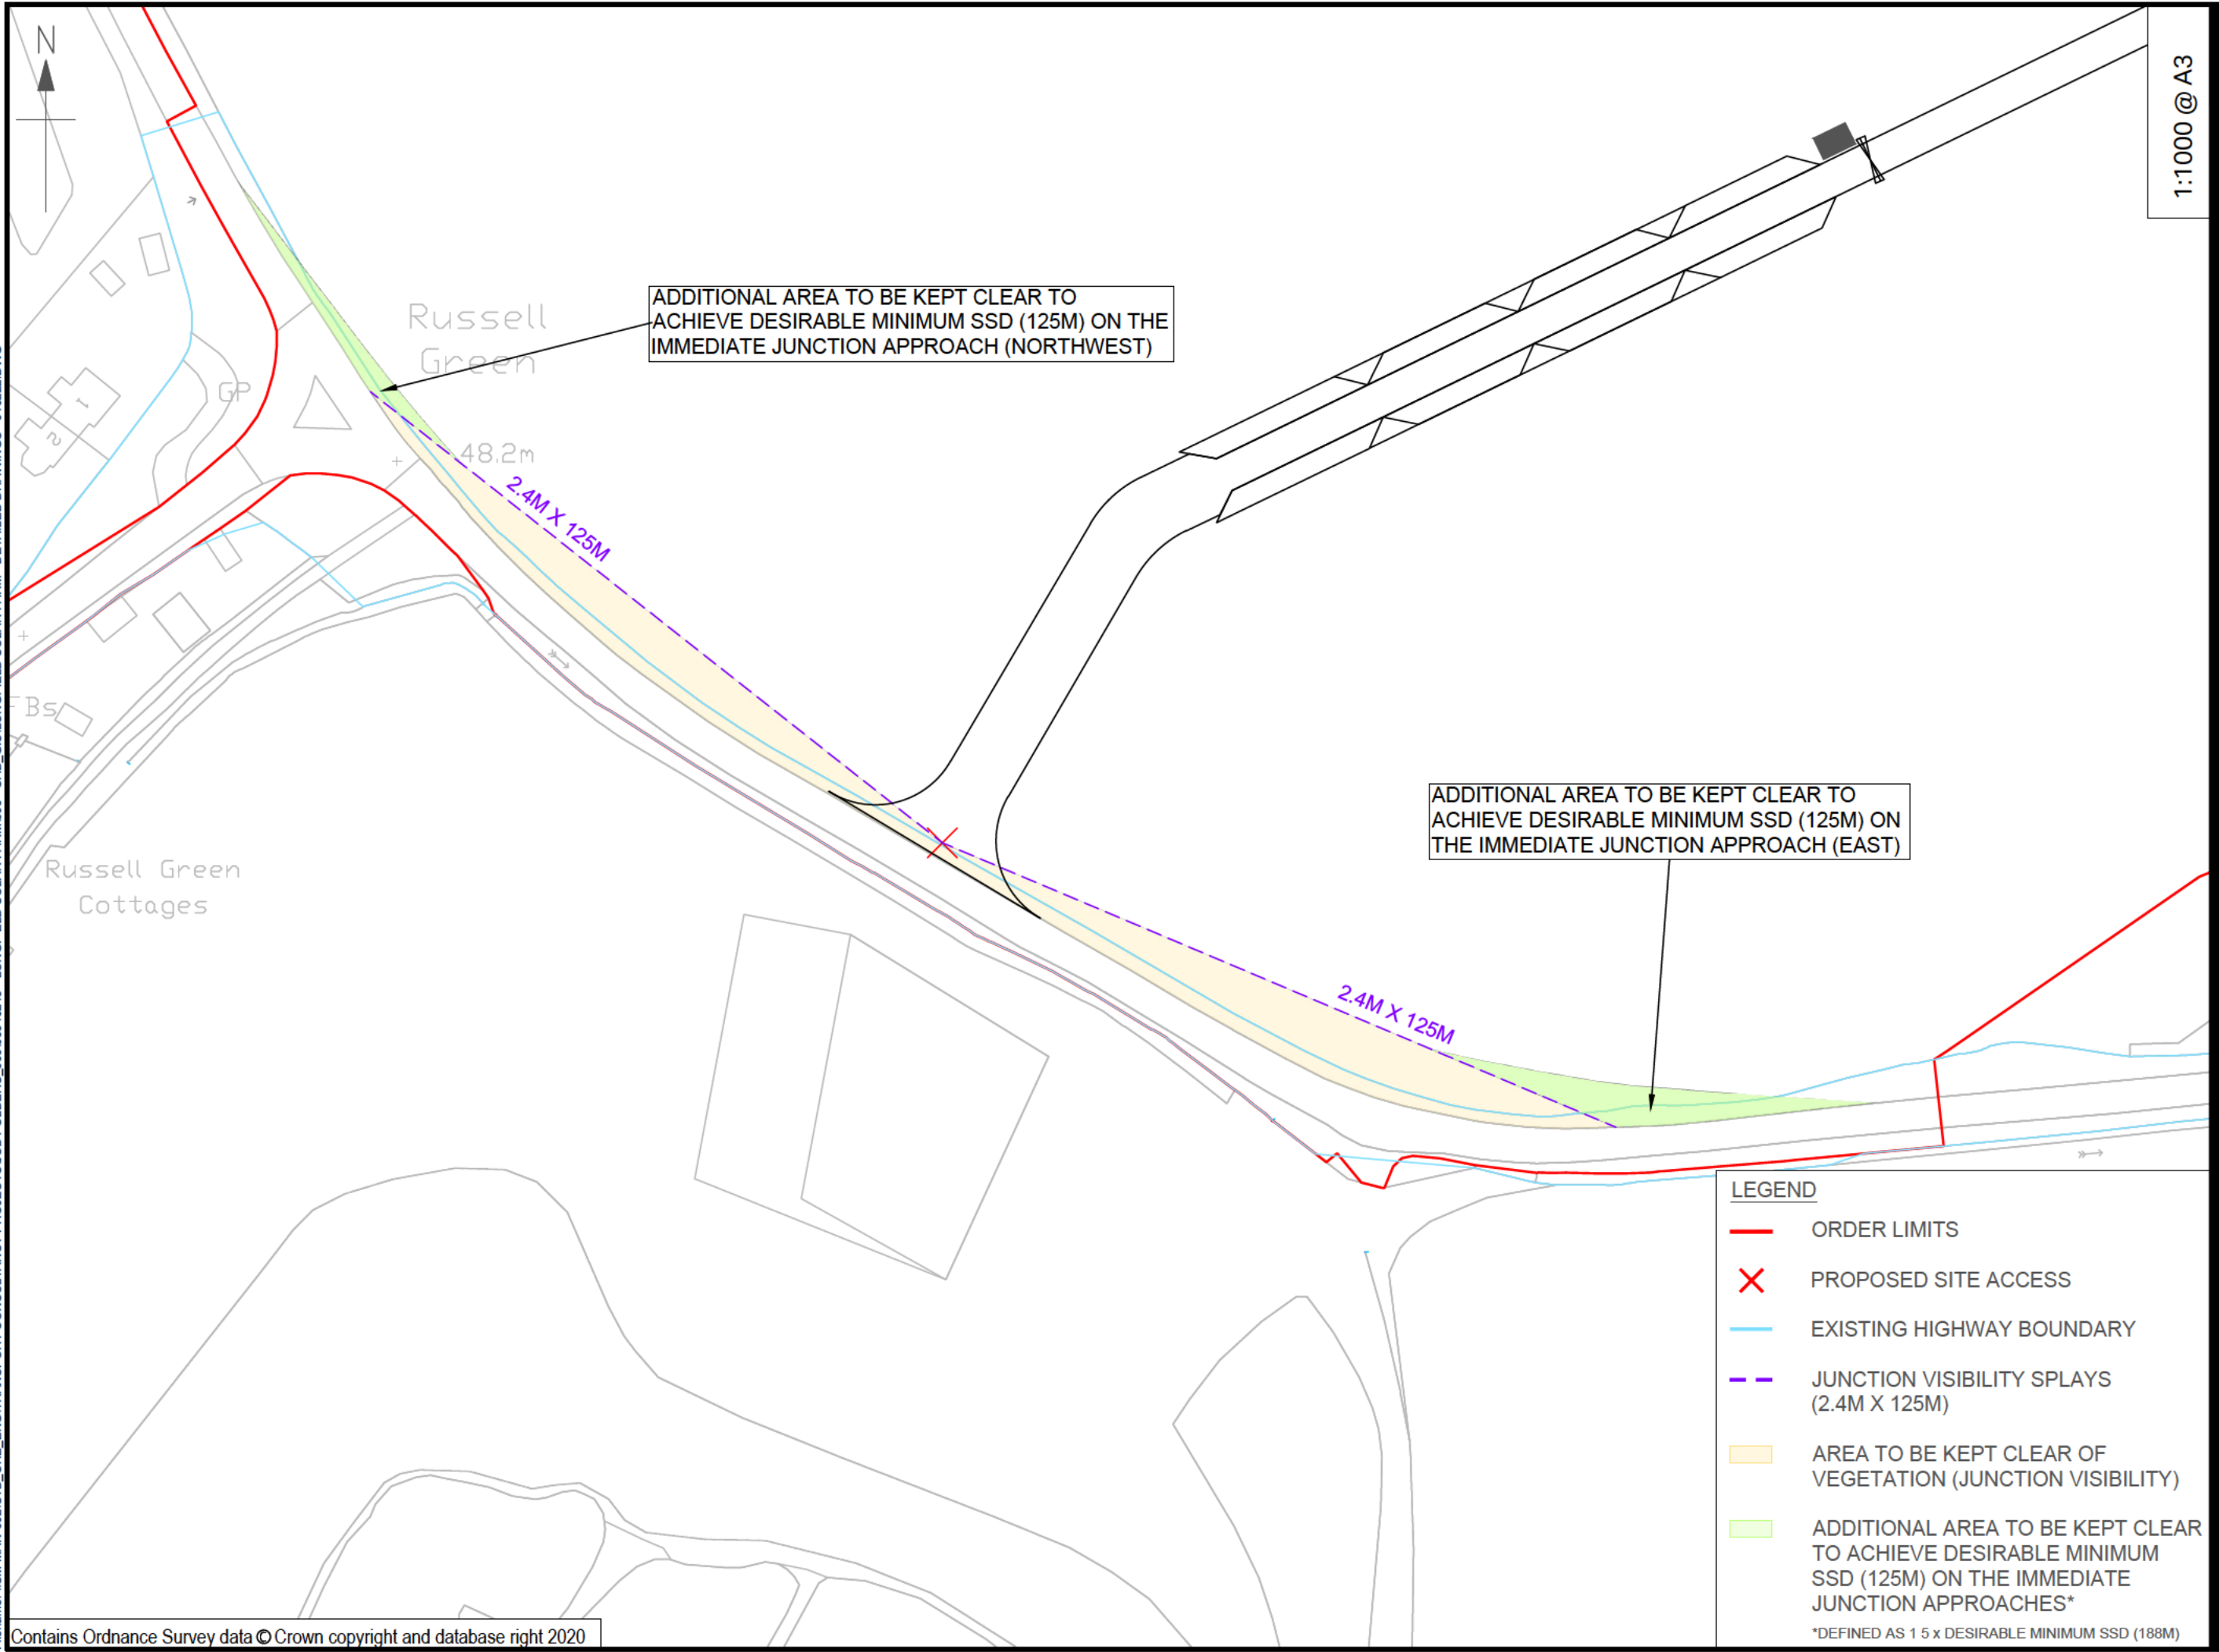 N
1:1000 @ A3
Russell
Green
ADDITIONAL AREA TO BE KEPT CLEAR TO
ACHIEVE DESIRABLE MINIMUM SSD (125M) ON THE
IMMEDIATE JUNCTION APPROACH (NORTHWEST)
GP
1
2
48.2m
2.4M X 125M
FBs
Russell Green
Cottages
ADDITIONAL AREA TO BE KEPT CLEAR TO
ACHIEVE DESIRABLE MINIMUM SSD (125M) ON
THE IMMEDIATE JUNCTION APPROACH (EAST)
2.4M X 125M
LEGEND
ORDER LIMITS
PROPOSED SITE ACCESS
EXISTING HIGHWAY BOUNDARY
JUNCTION VISIBILITY SPLAYS
(2.4M X 125M)
AREA TO BE KEPT CLEAR OF
VEGETATION (JUNCTION VISIBILITY)
ADDITIONAL AREA TO BE KEPT CLEAR
TO ACHIEVE DESIRABLE MINIMUM
SSD (125M) ON THE IMMEDIATE
JUNCTION APPROACHES*
*DEFINED AS 1 5 x DESIRABLE MINIMUM SSD (188M)
Contains Ordnance Survey data © Crown copyright and database right 2020